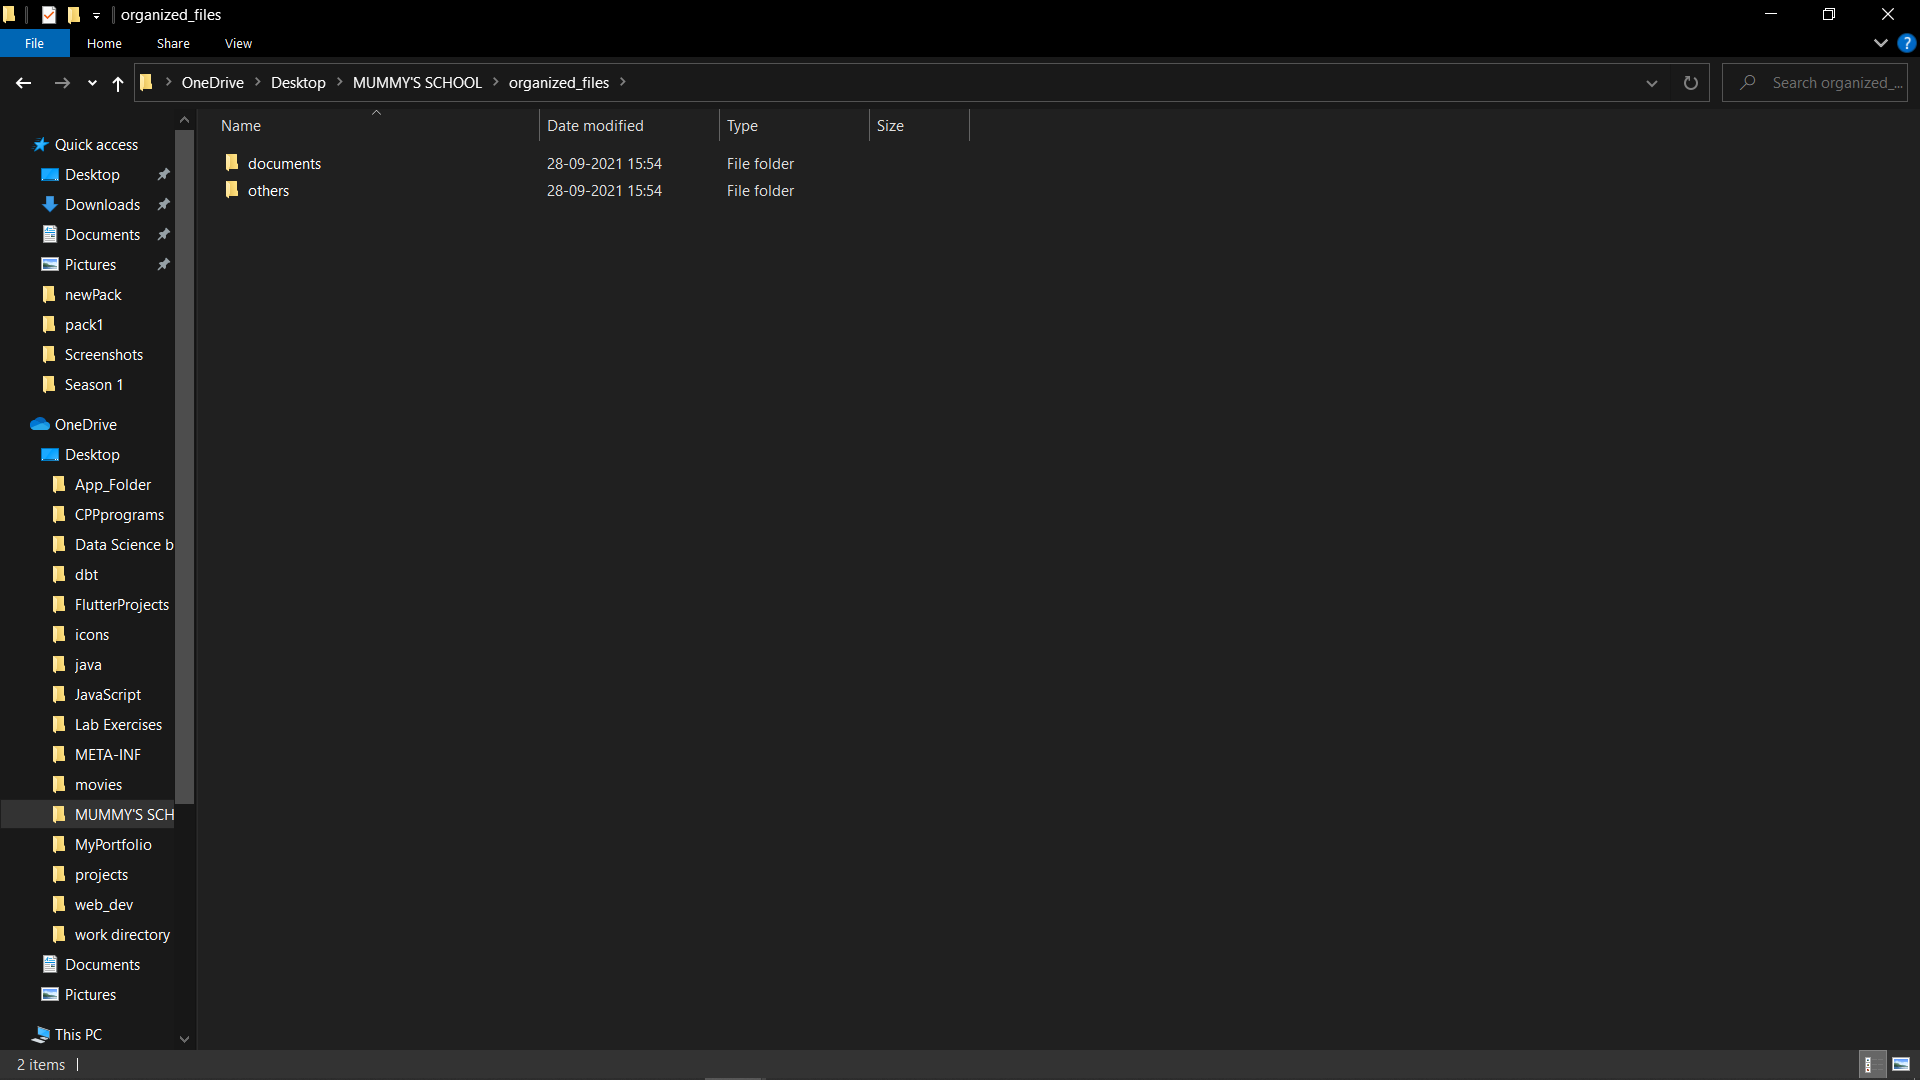 organized_files
File Home Share View
OneDrive Desktop MUMMY'S SCHOOL organized_files
Search organized_...
Name Date modified Type Size
documents 28-09-2021 15:54 File folder
others 28-09-2021 15:54 File folder
Quick access
Desktop
Downloads
Documents
Pictures
newPack
pack1
Screenshots
Season 1
OneDrive
Desktop
App_Folder
CPPprograms
Data Science b
dbt
FlutterProjects
icons
java
JavaScript
Lab Exercises
META-INF
movies
MUMMY'S SCH
MyPortfolio
projects
web_dev
work directory
Documents
Pictures
This PC
2 items